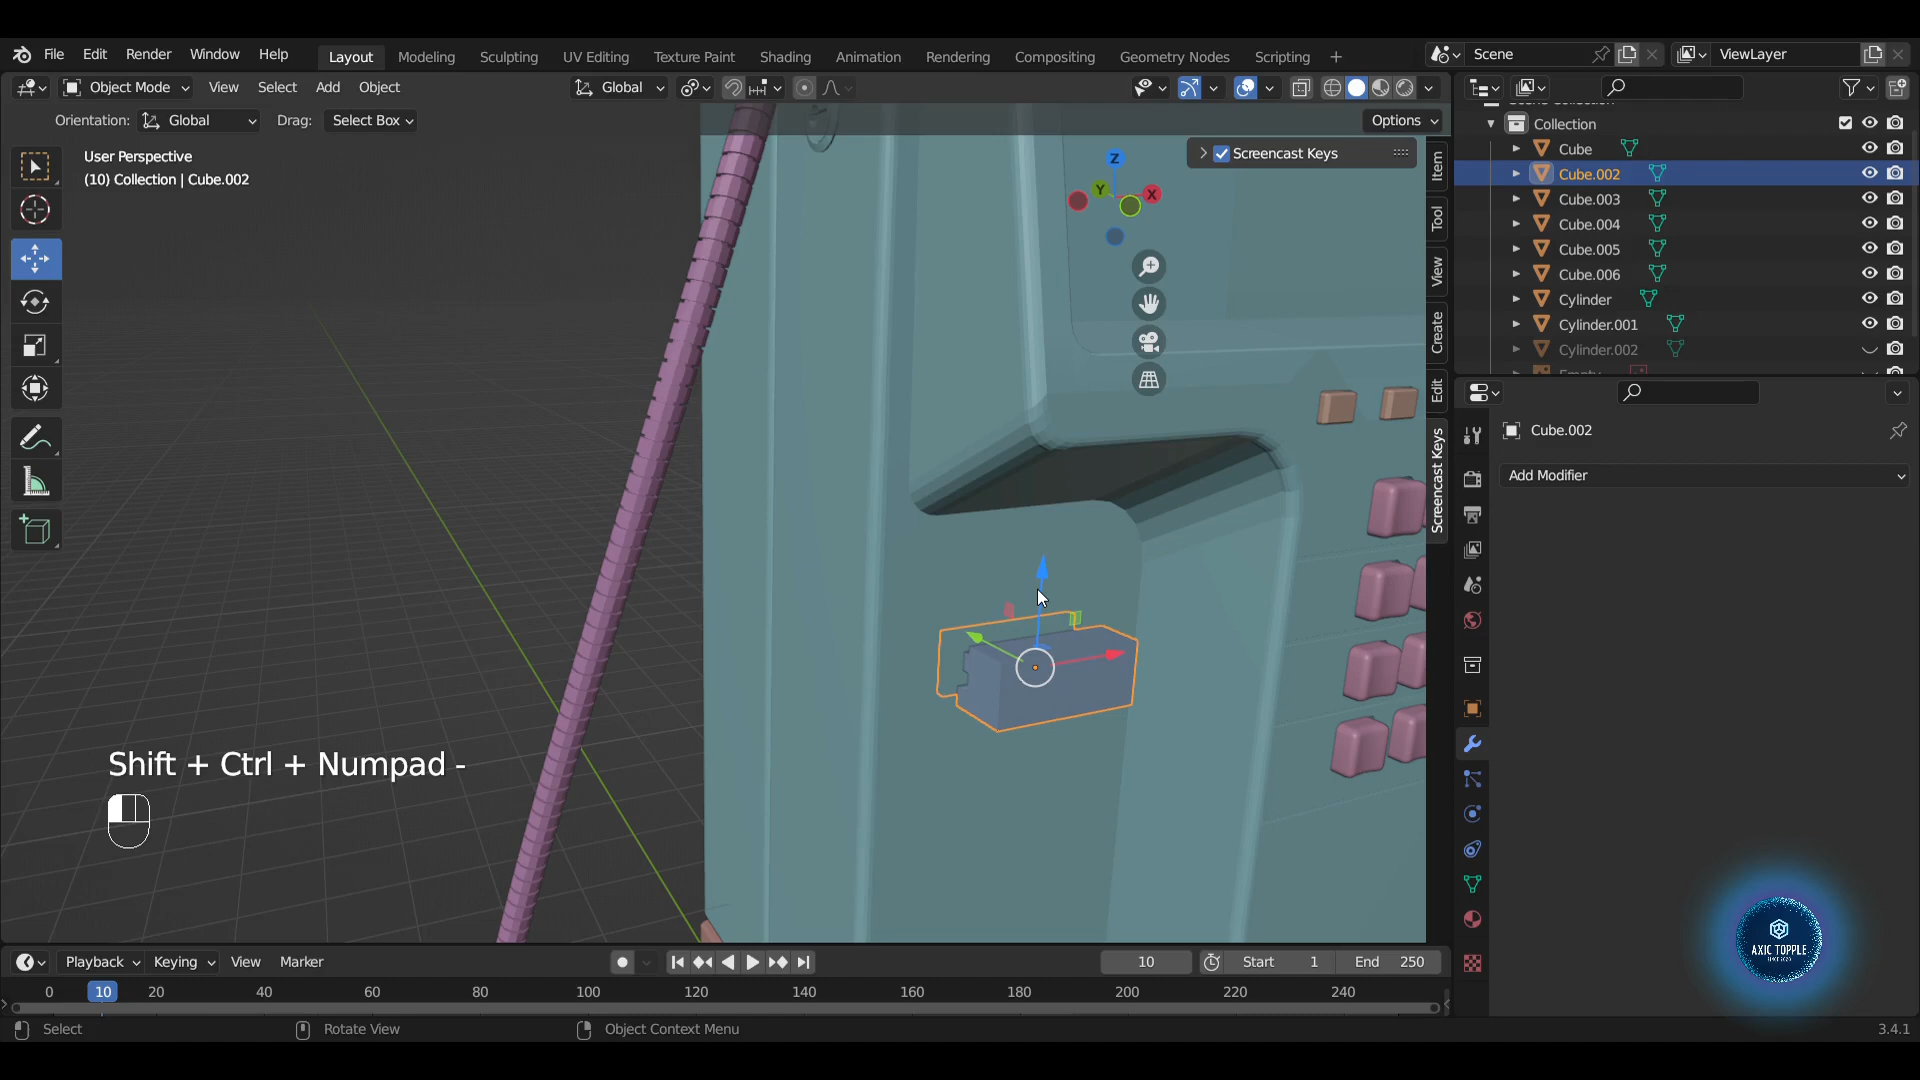 File Edit Render Window Help Layout Modeling Sculpting UV Editing Texture Paint Shading Animation Rendering Compositing Geometry Nodes Scripting + Scene ViewLayer
Object Mode View Select Add Object Global
Orientation: Global Drag: Select Box Options
User Perspective
(10) Collection | Cube.002
Screencast Keys
Z
Y
X
Item
Tool
View
Create
Edit
Screencast Keys
Collection
Cube
Cube.002
Cube.003
Cube.004
Cube.005
Cube.006
Cylinder
Cylinder.001
Cylinder.002
Cube.002
Add Modifier
Shift + Ctrl + Numpad -
AXIC TOPPLE
Playback Keying View Marker 10 Start 1 End 250
0 10 20 40 60 80 100 120 140 160 180 200 220 240
Select Rotate View Object Context Menu 3.4.1